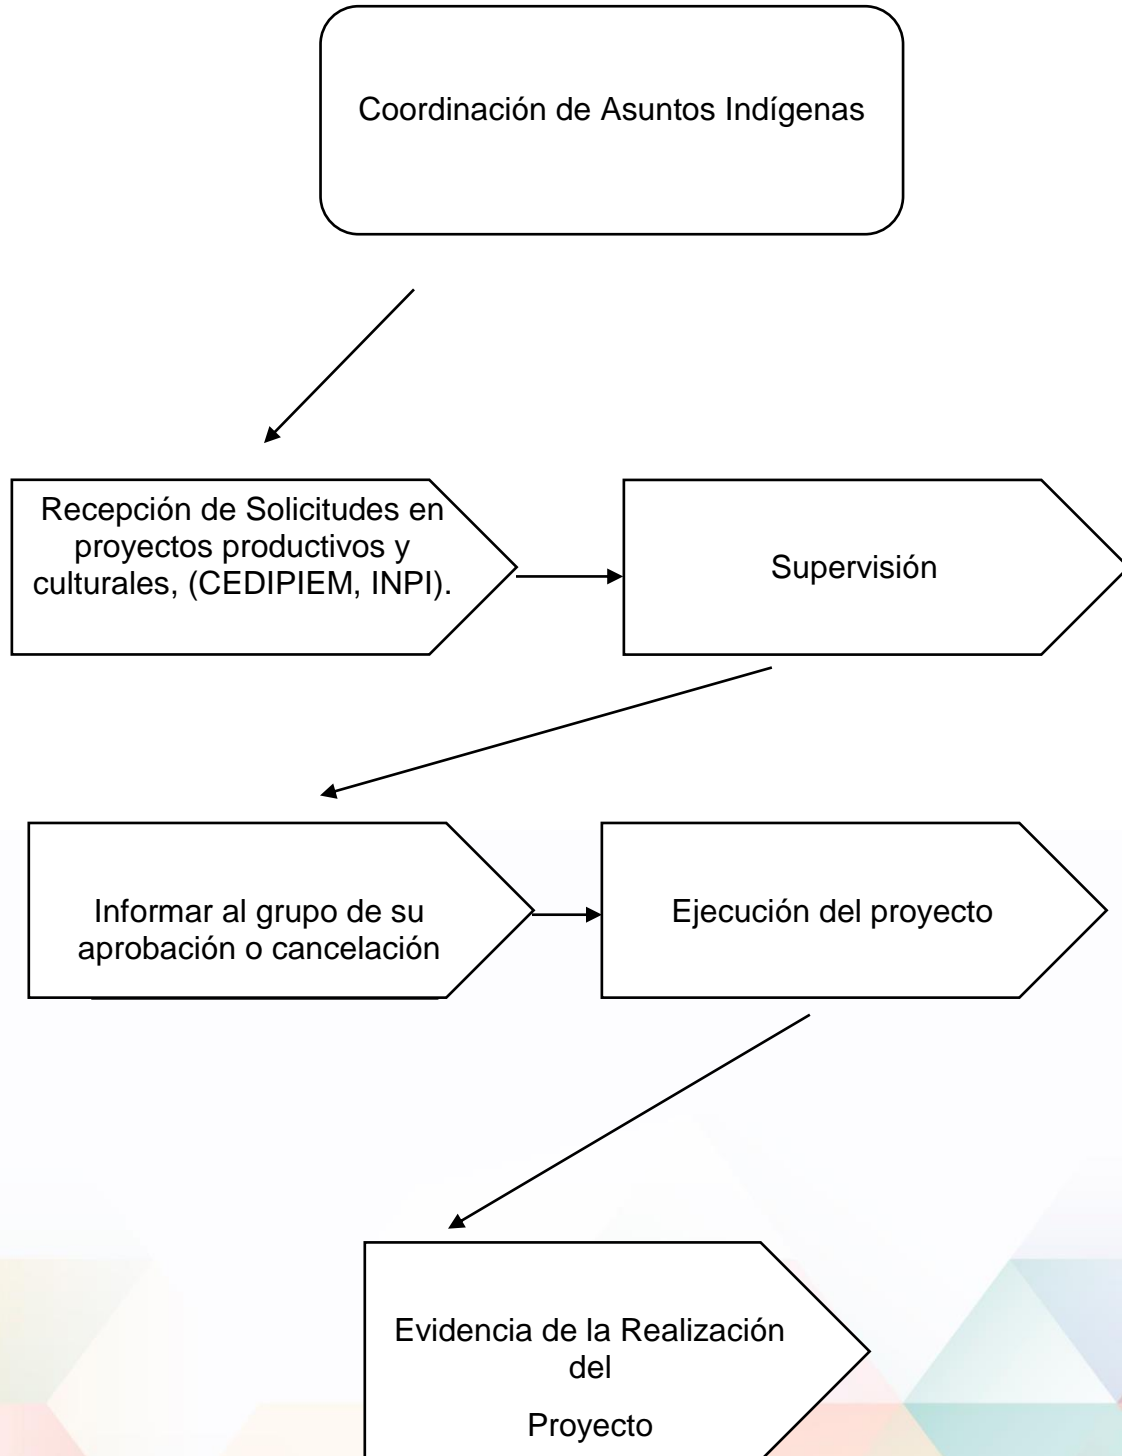 Coordinación de Asuntos Indígenas
Recepción de Solicitudes en
proyectos productivos y
culturales, (CEDIPIEM, INPI).
Supervisión
Informar al grupo de su
aprobación o cancelación
Ejecución del proyecto
Evidencia de la Realización
del
Proyecto